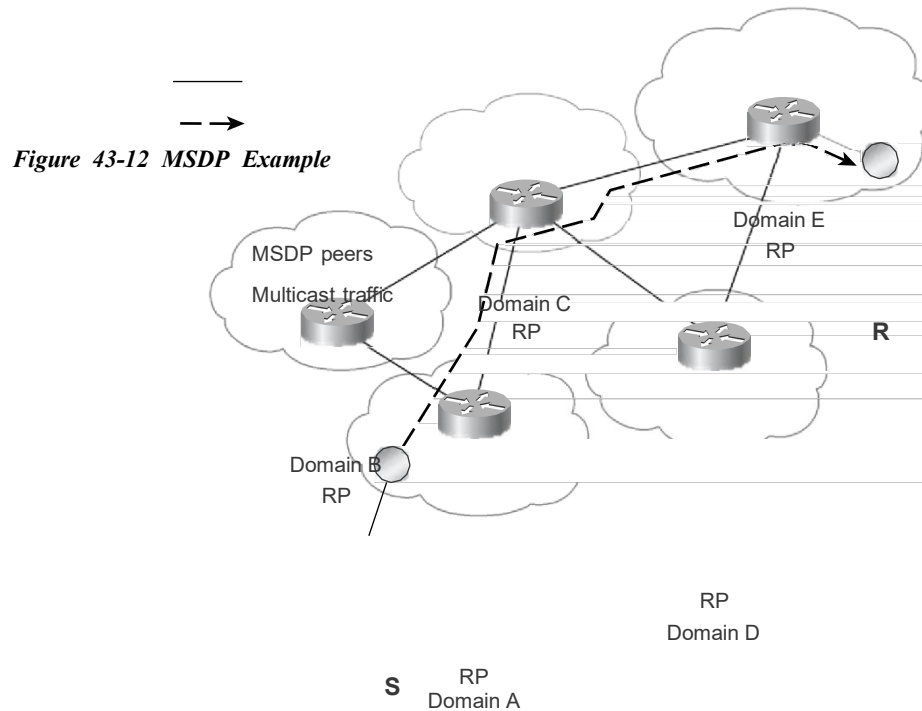 Figure 43-12 MSDP Example
Domain E
RP
MSDP peers
Multicast traffic
Domain C
RP
R
Domain B
RP
RP
Domain D
S
RP
Domain A